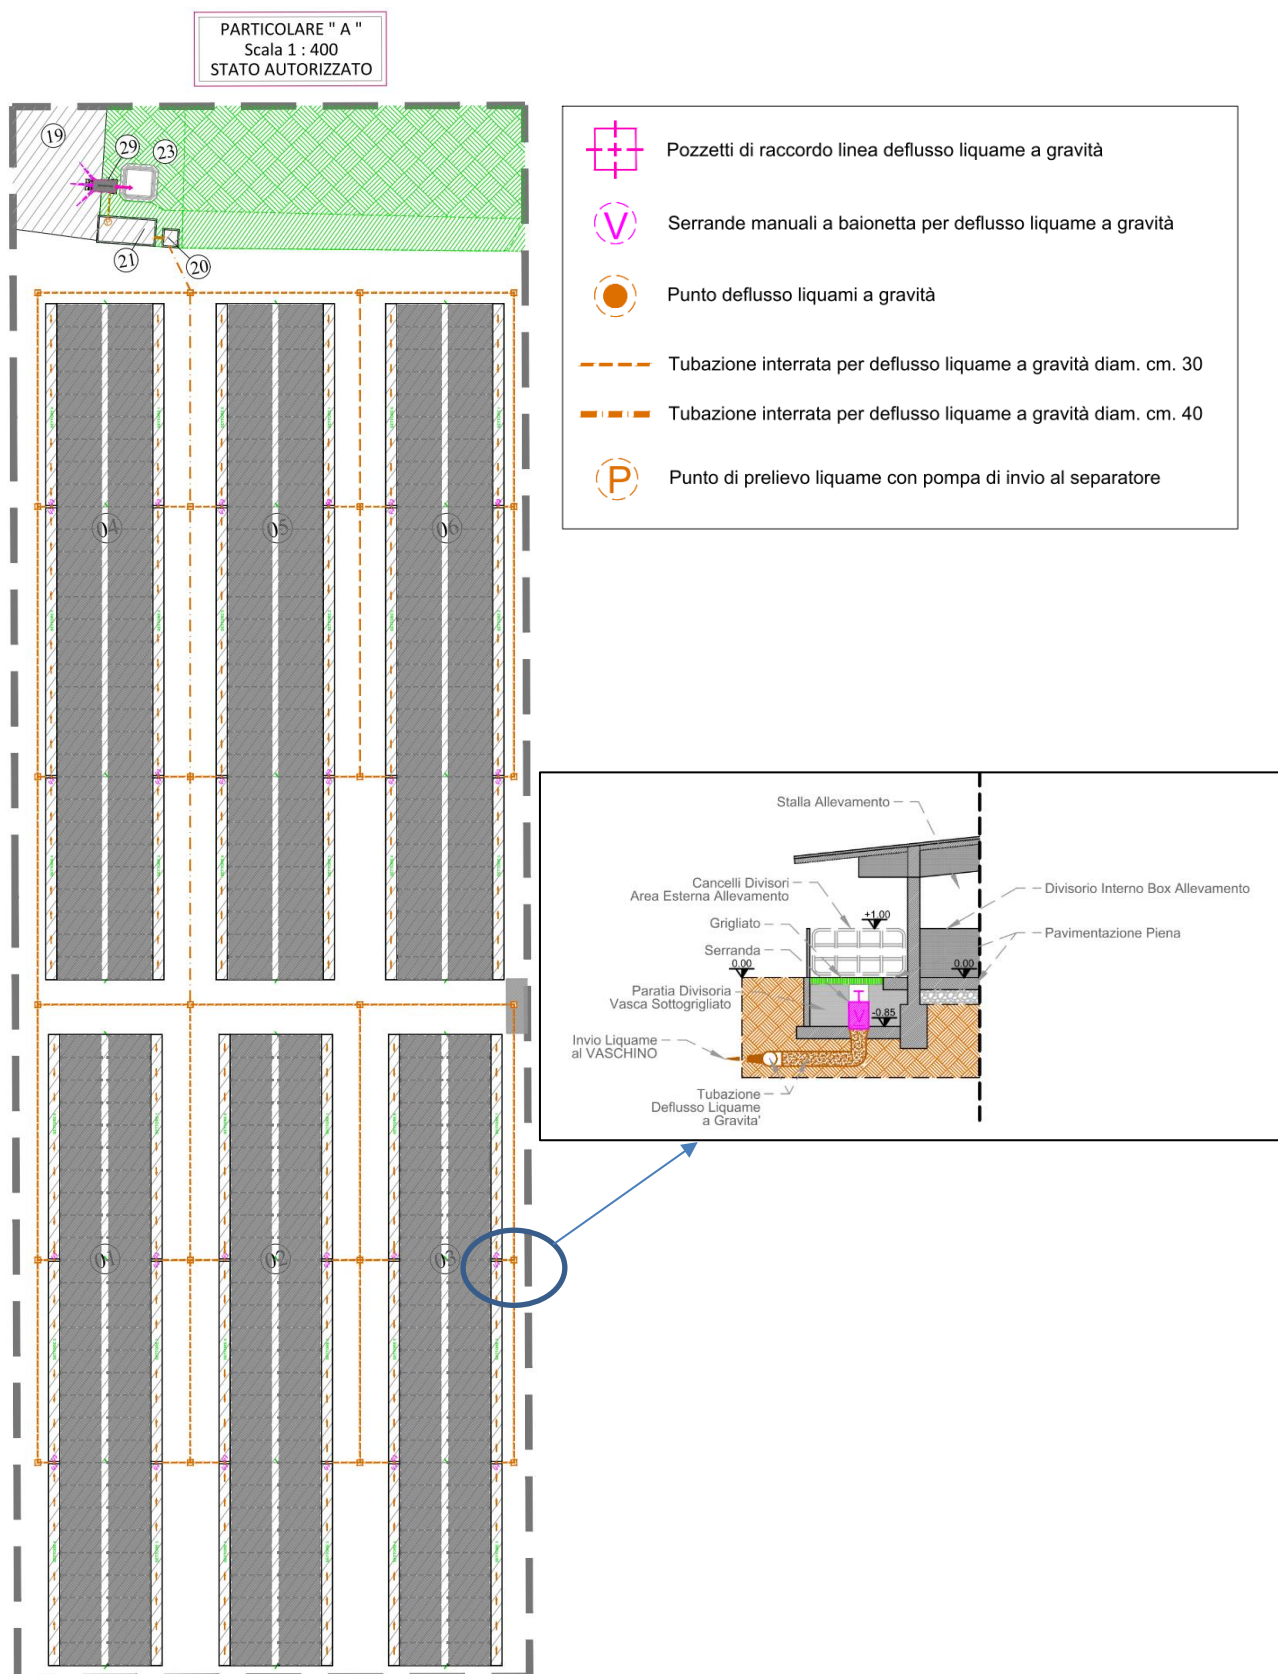 PARTICOLARE " A "
Scala 1 : 400
STATO AUTORIZZATO
19
29
23
21
20
Pozzetti di raccordo linea deflusso liquame a gravità
V
Serrande manuali a baionetta per deflusso liquame a gravità
Punto deflusso liquami a gravità
Tubazione interrata per deflusso liquame a gravità diam. cm. 30
Tubazione interrata per deflusso liquame a gravità diam. cm. 40
P
Punto di prelievo liquame con pompa di invio al separatore
04
05
06
Stalla Allevamento
Cancelli Divisori
Area Esterna Allevamento
Divisorio Interno Box Allevamento
+1.00
Grigliato
Pavimentazione Piena
Serranda
0.00
0.00
Paratia Divisoria
Vasca Sottogrigliato
V
-0.85
Invio Liquame
al VASCHINO
Tubazione
Deflusso Liquame
a Gravita'
01
02
03